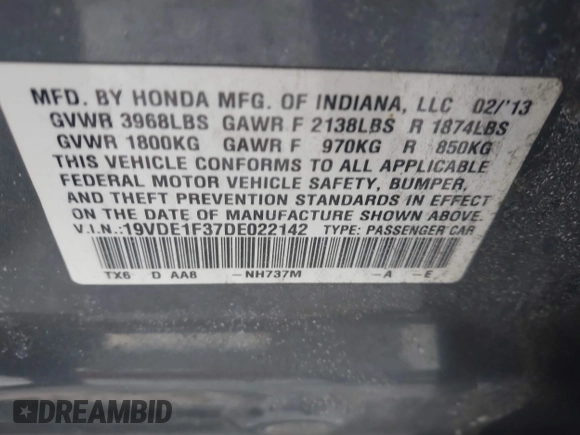 MFD. BY HONDA MFG. OF INDIANA, LLC 02/'13
GVWR 3968LBS GAWR F 2138LBS R 1874LBS
GVWR 1800KG GAWR F 970KG R 850KG
THIS VEHICLE CONFORMS TO ALL APPLICABLE
FEDERAL MOTOR VEHICLE SAFETY, BUMPER,
AND THEFT PREVENTION STANDARDS IN EFFECT
ON THE DATE OF MANUFACTURE SHOWN ABOVE.
V.I.N.:19VDE1F37DE022142 TYPE: PASSENGER CAR
TX6 D AA8 -NH737M -A -E
DREAMBID